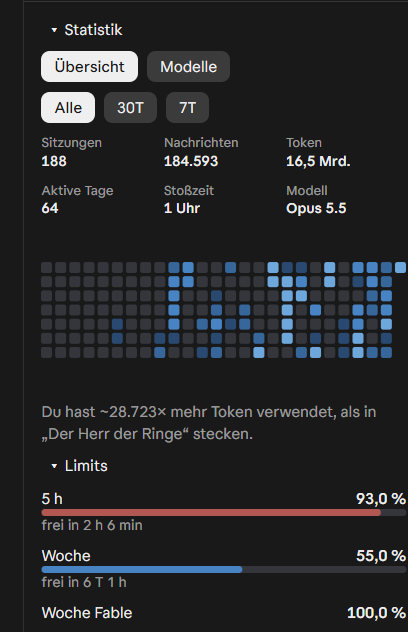 Statistik
Übersicht Modelle
Alle 30T 7T
Sitzungen Nachrichten Token
188 184.593 16,5 Mrd.
Aktive Tage Stoßzeit Modell
64 1 Uhr Opus 5.5
Du hast ~28.723× mehr Token verwendet, als in
„Der Herr der Ringe“ stecken.
Limits
5 h 93,0 %
frei in 2 h 6 min
Woche 55,0 %
frei in 6 T 1 h
Woche Fable 100,0 %